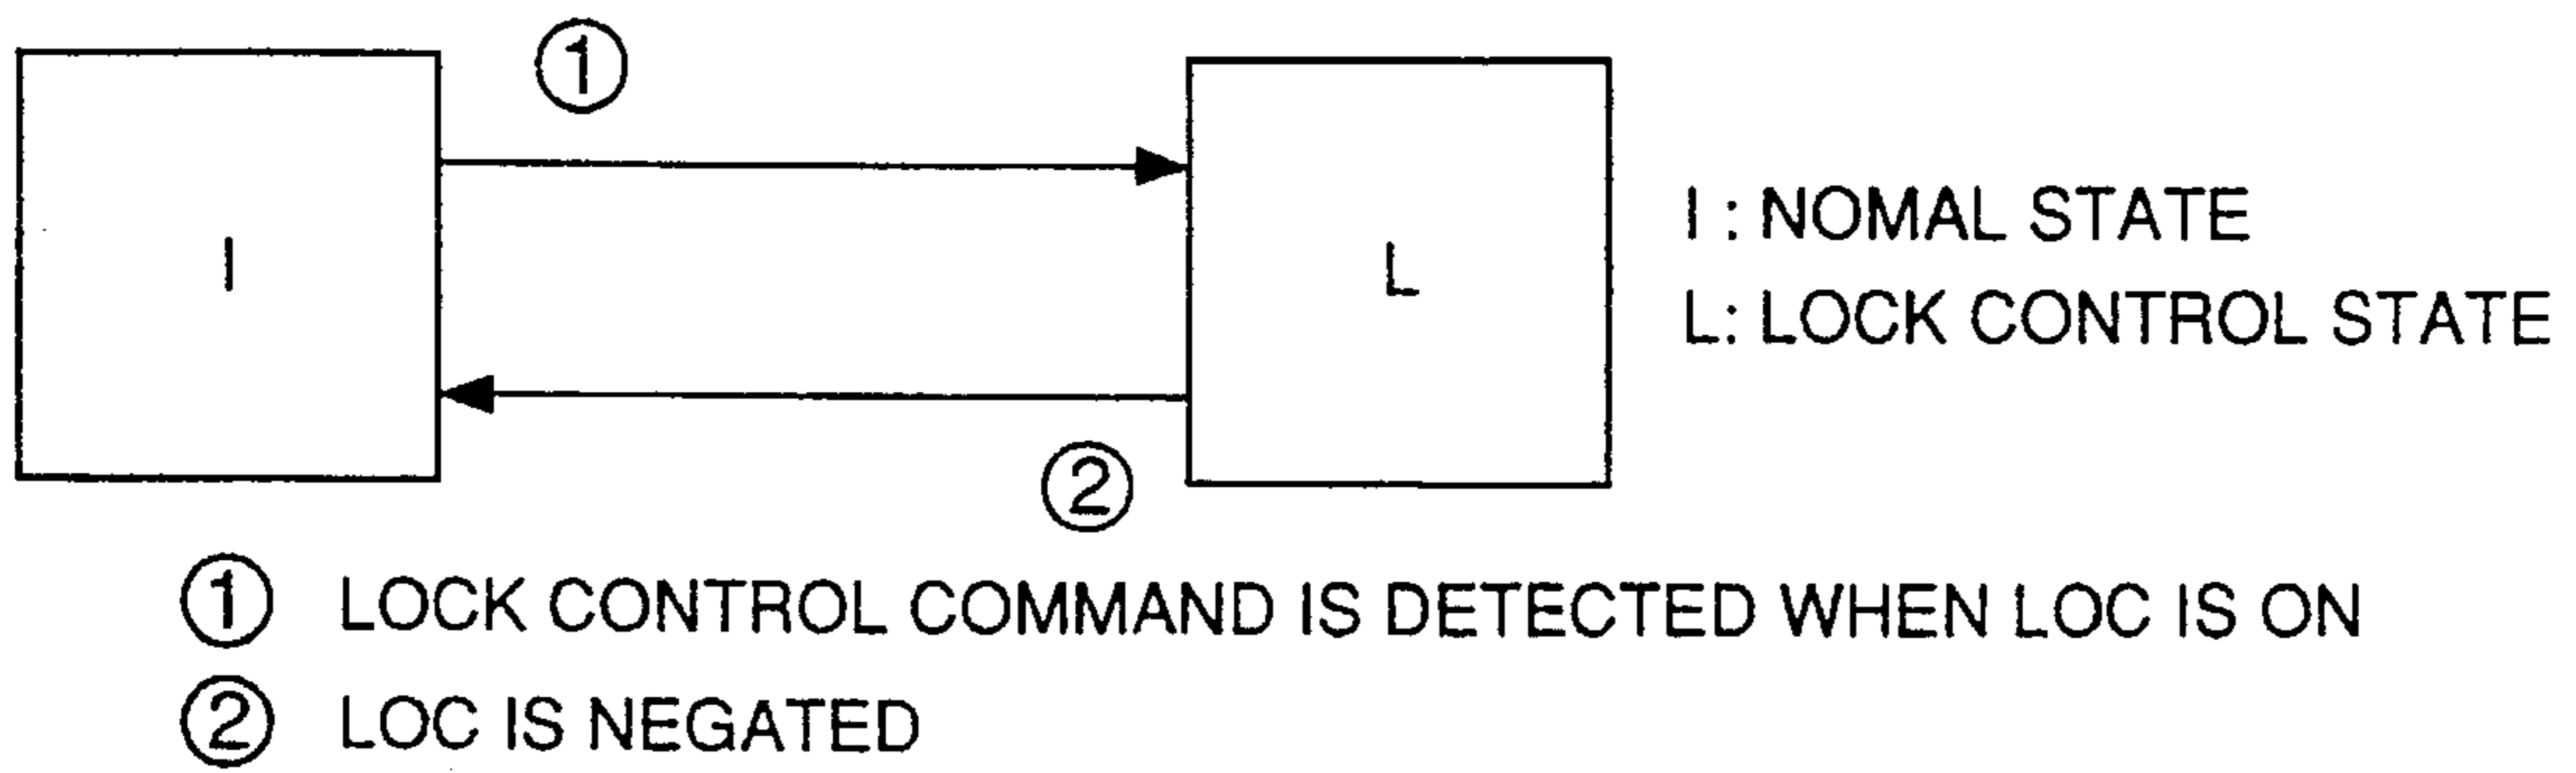 ①
I
L
I : NOMAL STATE
L: LOCK CONTROL STATE
②
① LOCK CONTROL COMMAND IS DETECTED WHEN LOC IS ON
② LOC IS NEGATED